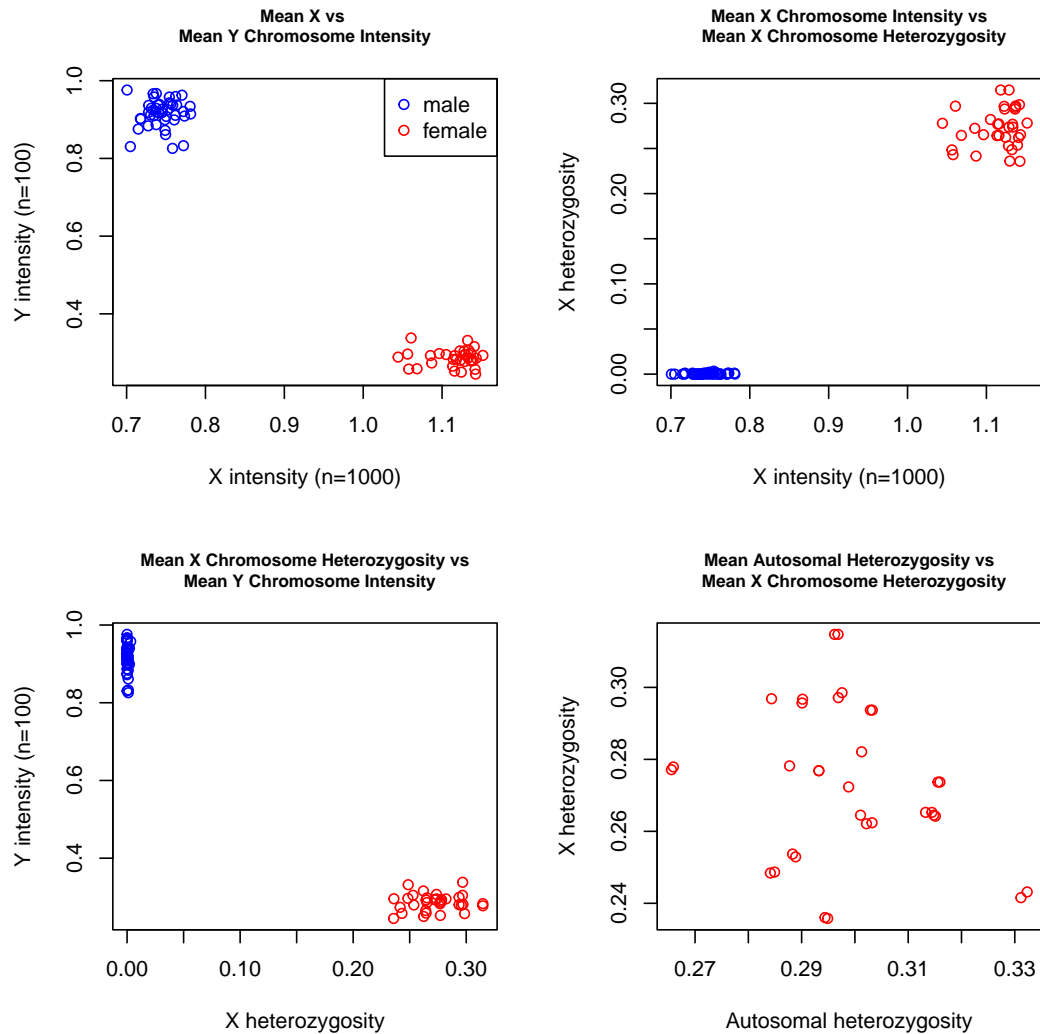 Mean X vs
Mean Y Chromosome Intensity
Y intensity (n=100)
1.0
0.8
0.6
0.4
male
female
0.7 0.8 0.9 1.0 1.1
X intensity (n=1000)
Mean X Chromosome Intensity vs
Mean X Chromosome Heterozygosity
X heterozygosity
0.30
0.20
0.10
0.00
0.7 0.8 0.9 1.0 1.1
X intensity (n=1000)
Mean X Chromosome Heterozygosity vs
Mean Y Chromosome Intensity
Y intensity (n=100)
1.0
0.8
0.6
0.4
0.00 0.10 0.20 0.30
X heterozygosity
Mean Autosomal Heterozygosity vs
Mean X Chromosome Heterozygosity
X heterozygosity
0.30
0.28
0.26
0.24
0.27 0.29 0.31 0.33
Autosomal heterozygosity